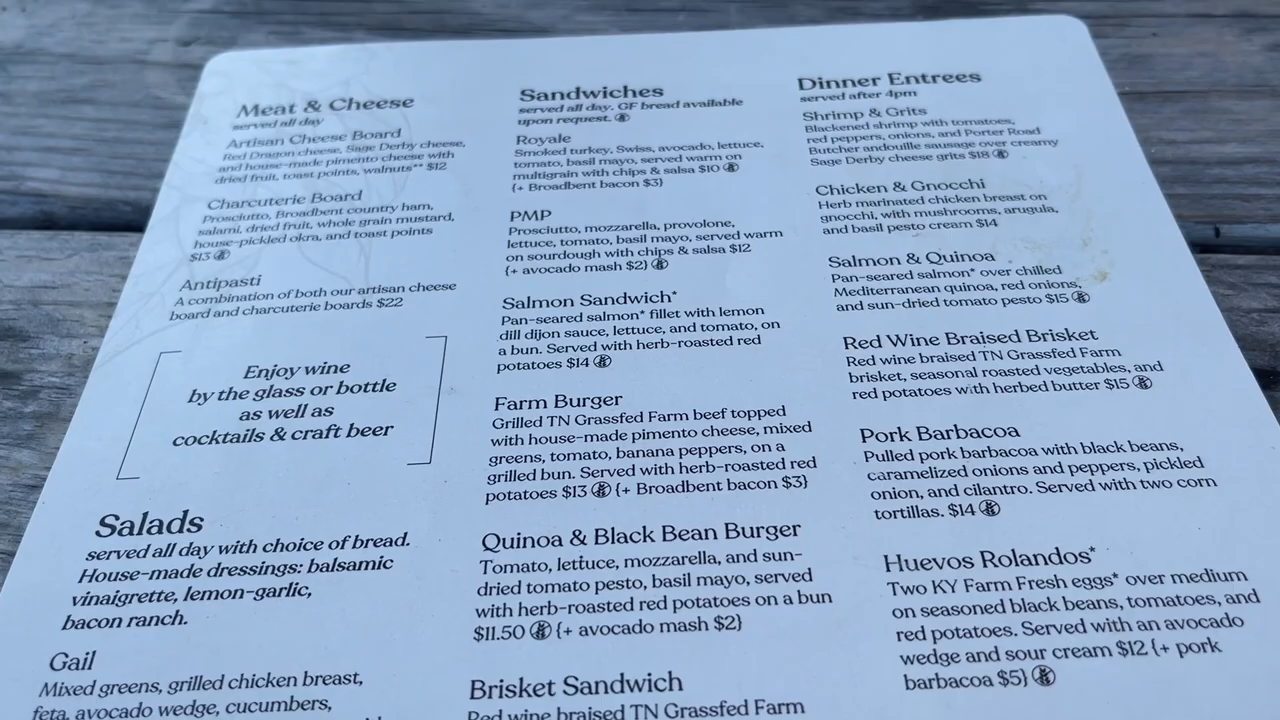 Meat & Cheese
served all day
Artisan Cheese Board
Red Dragon cheese, Sage Derby cheese,
and house-made pimento cheese with
dried fruit, toast points, walnuts** $12
Charcuterie Board
Prosciutto, Broadbent country ham,
salami, dried fruit, whole grain mustard,
house-pickled okra, and toast points
$13
Antipasti
A combination of both our artisan cheese
board and charcuterie boards $22
Enjoy wine
by the glass or bottle
as well as
cocktails & craft beer
Salads
served all day with choice of bread.
House-made dressings: balsamic
vinaigrette, lemon-garlic,
bacon ranch.
Gail
Mixed greens, grilled chicken breast,
feta, avocado wedge, cucumbers,
Sandwiches
served all day. GF bread available
upon request.
Royale
Smoked turkey, Swiss, avocado, lettuce,
tomato, basil mayo, served warm on
multigrain with chips & salsa $10
{+ Broadbent bacon $3}
PMP
Prosciutto, mozzarella, provolone,
lettuce, tomato, basil mayo, served warm
on sourdough with chips & salsa $12
{+ avocado mash $2}
Salmon Sandwich*
Pan-seared salmon* fillet with lemon
dill dijon sauce, lettuce, and tomato, on
a bun. Served with herb-roasted red
potatoes $14
Farm Burger
Grilled TN Grassfed Farm beef topped
with house-made pimento cheese, mixed
greens, tomato, banana peppers, on a
grilled bun. Served with herb-roasted red
potatoes $13 {+ Broadbent bacon $3}
Quinoa & Black Bean Burger
Tomato, lettuce, mozzarella, and sun-
dried tomato pesto, basil mayo, served
with herb-roasted red potatoes on a bun
$11.50 {+ avocado mash $2}
Brisket Sandwich
Red wine braised TN Grassfed Farm
Dinner Entrees
served after 4pm
Shrimp & Grits
Blackened shrimp with tomatoes,
red peppers, onions, and Porter Road
Butcher andouille sausage over creamy
Sage Derby cheese grits $18
Chicken & Gnocchi
Herb marinated chicken breast on
gnocchi, with mushrooms, arugula,
and basil pesto cream $14
Salmon & Quinoa
Pan-seared salmon* over chilled
Mediterranean quinoa, red onions,
and sun-dried tomato pesto $15
Red Wine Braised Brisket
Red wine braised TN Grassfed Farm
brisket, seasonal roasted vegetables, and
red potatoes with herbed butter $15
Pork Barbacoa
Pulled pork barbacoa with black beans,
caramelized onions and peppers, pickled
onion, and cilantro. Served with two corn
tortillas. $14
Huevos Rolandos*
Two KY Farm Fresh eggs* over medium
on seasoned black beans, tomatoes, and
red potatoes. Served with an avocado
wedge and sour cream $12 {+ pork
barbacoa $5}